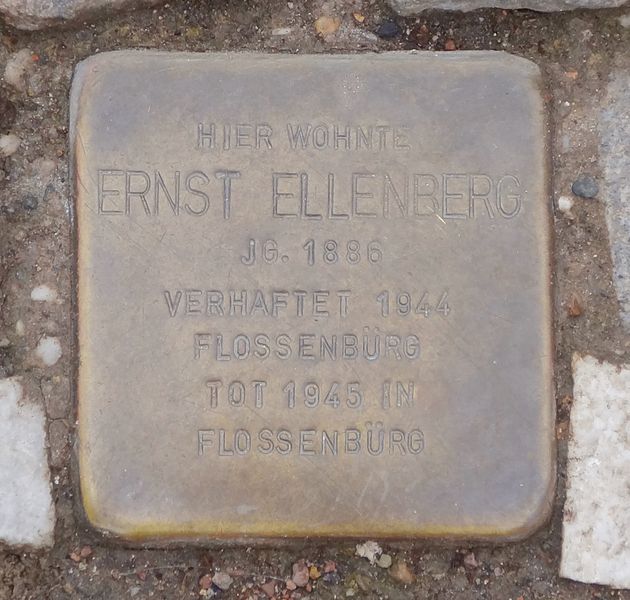 HIER WOHNTE
ERNST ELLENBERG
JG. 1886
VERHAFTET 1944
FLOSSENBÜRG
TOT 1945 IN
FLOSSENBÜRG